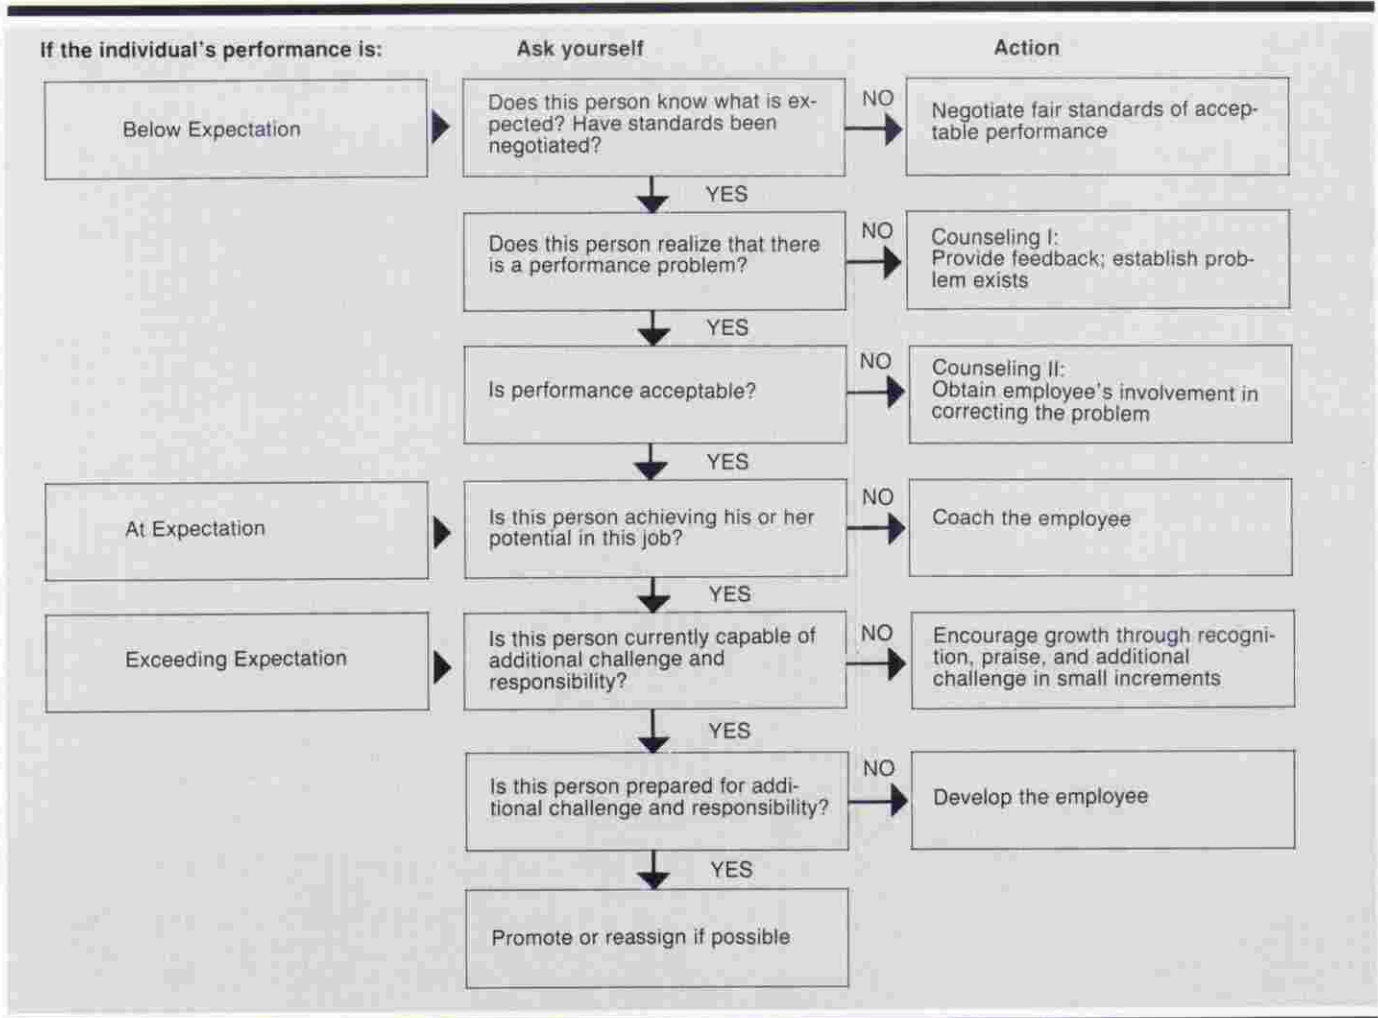 If the individual's performance is:
Ask yourself
Action
Below Expectation
Does this person know what is ex-
pected? Have standards been
negotiated?
NO
Negotiate fair standards of accep-
table performance
YES
Does this person realize that there
is a performance problem?
NO
Counseling I:
Provide feedback; establish prob-
lem exists
YES
Is performance acceptable?
NO
Counseling II:
Obtain employee's involvement in
correcting the problem
YES
At Expectation
Is this person achieving his or her
potential in this job?
NO
Coach the employee
YES
Exceeding Expectation
Is this person currently capable of
additional challenge and
responsibility?
NO
Encourage growth through recogni-
tion, praise, and additional
challenge in small increments
YES
Is this person prepared for addi-
tional challenge and responsibility?
NO
Develop the employee
YES
Promote or reassign if possible